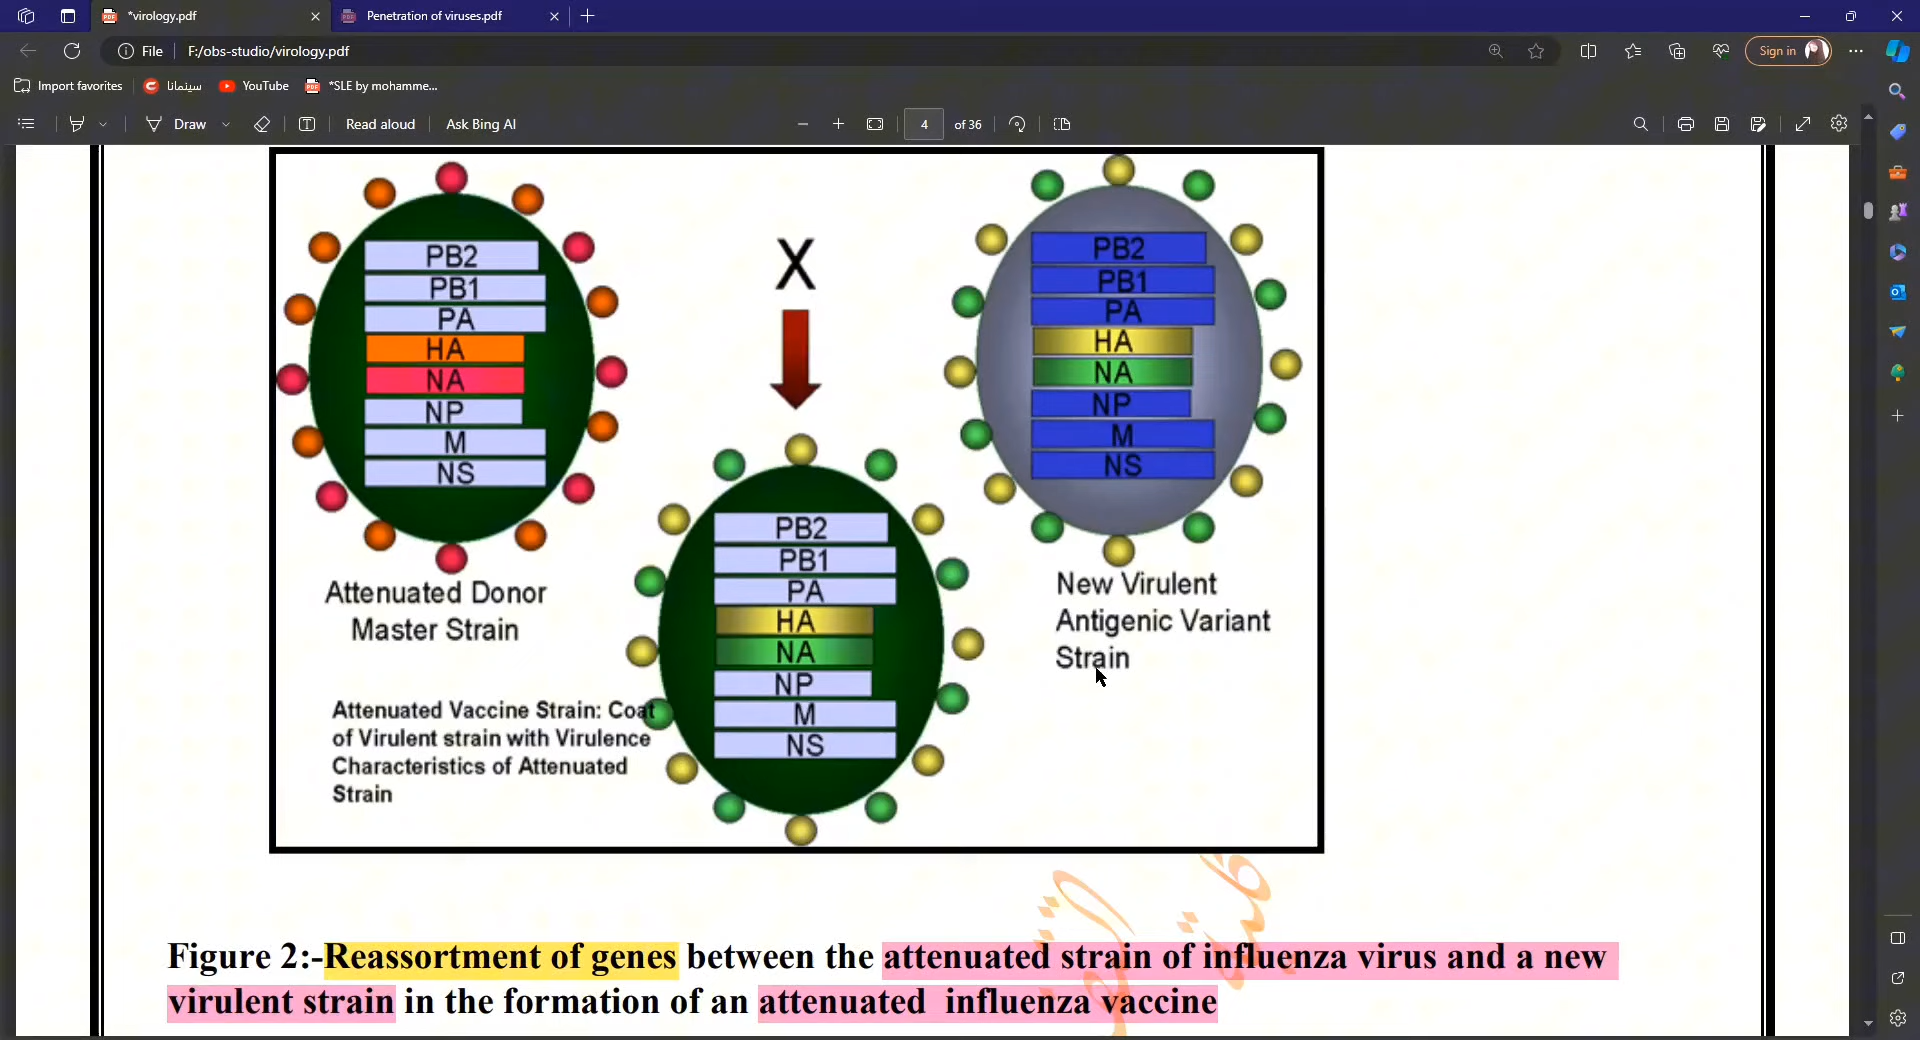 *virology.pdf
Penetration of viruses.pdf
File
F:/obs-studio/virology.pdf
Sign in
Import favorites
سينمانا
YouTube
*SLE by mohamme...
Draw
Read aloud
Ask Bing AI
4
of 36
PB2
PB1
PA
HA
NA
NP
M
NS
Attenuated Donor
Master Strain
X
PB2
PB1
PA
HA
NA
NP
M
NS
New Virulent
Antigenic Variant
Strain
PB2
PB1
PA
HA
NA
NP
M
NS
Attenuated Vaccine Strain: Coat
of Virulent strain with Virulence
Characteristics of Attenuated
Strain
Figure 2:-Reassortment of genes between the attenuated strain of influenza virus and a new
virulent strain in the formation of an attenuated influenza vaccine